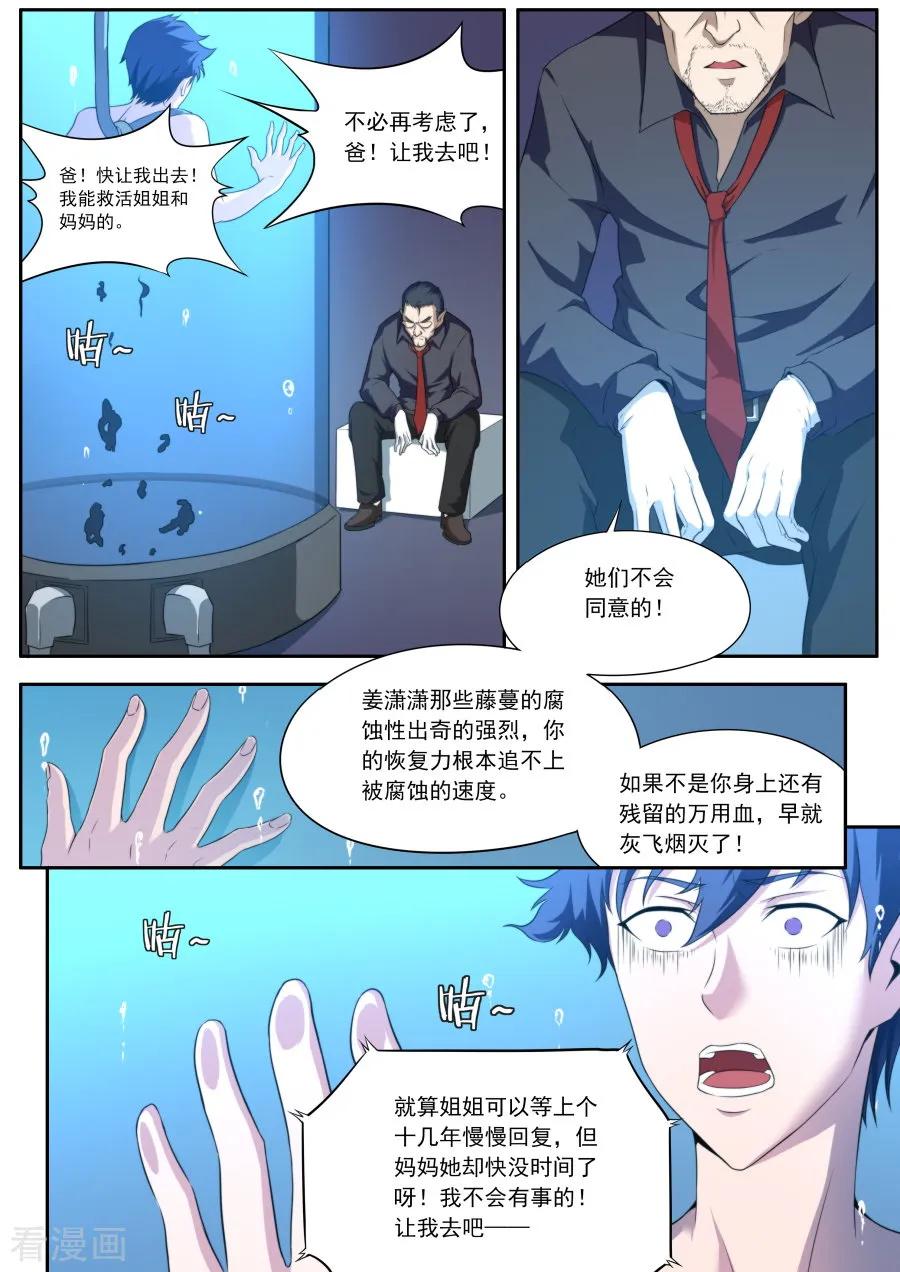 不必再考虑了，
爸！让我去吧！
爸！快让我出去！
我能救活姐姐和
妈妈的。
咕～
咕～
她们不会
同意的！
姜潇潇那些藤蔓的腐
蚀性出奇的强烈，你
的恢复力根本追不上
被腐蚀的速度。
如果不是你身上还有
残留的万用血，早就
灰飞烟灭了！
咕～
咕～
就算姐姐可以等上个
十几年慢慢回复，但
妈妈她却快没时间了
呀！我不会有事的！
让我去吧——
看漫画